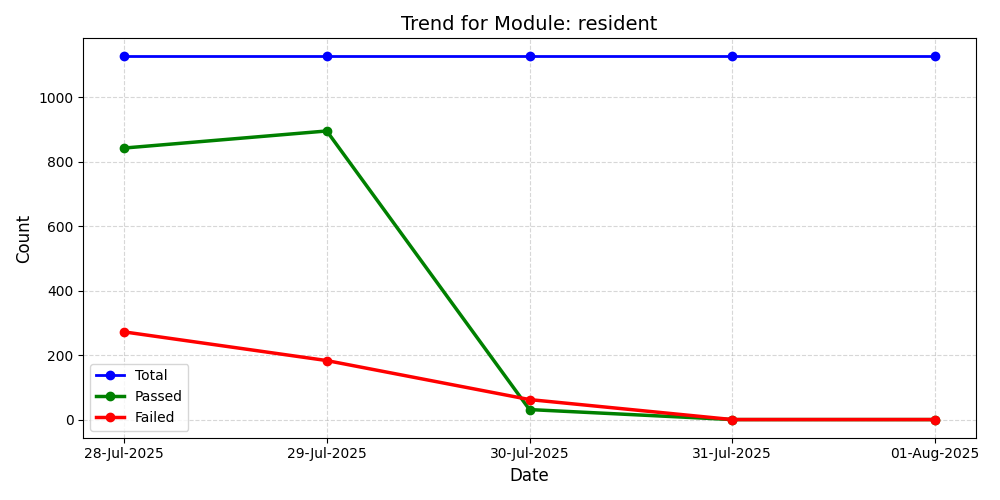 Trend for Module: resident
1000
800
600
400
200
0
Count
Total
Passed
Failed
28-Jul-2025
29-Jul-2025
30-Jul-2025
31-Jul-2025
01-Aug-2025
Date